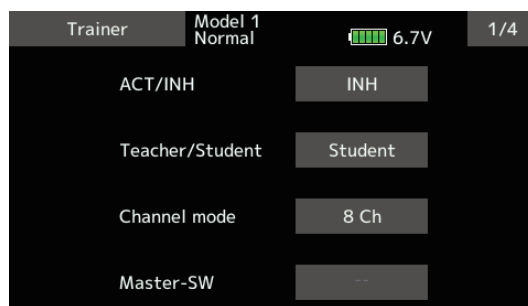 Trainer Model 1 Normal 6.7V 1/4
ACT/INH INH
Teacher/Student Student
Channel mode 8 Ch
Master-SW --